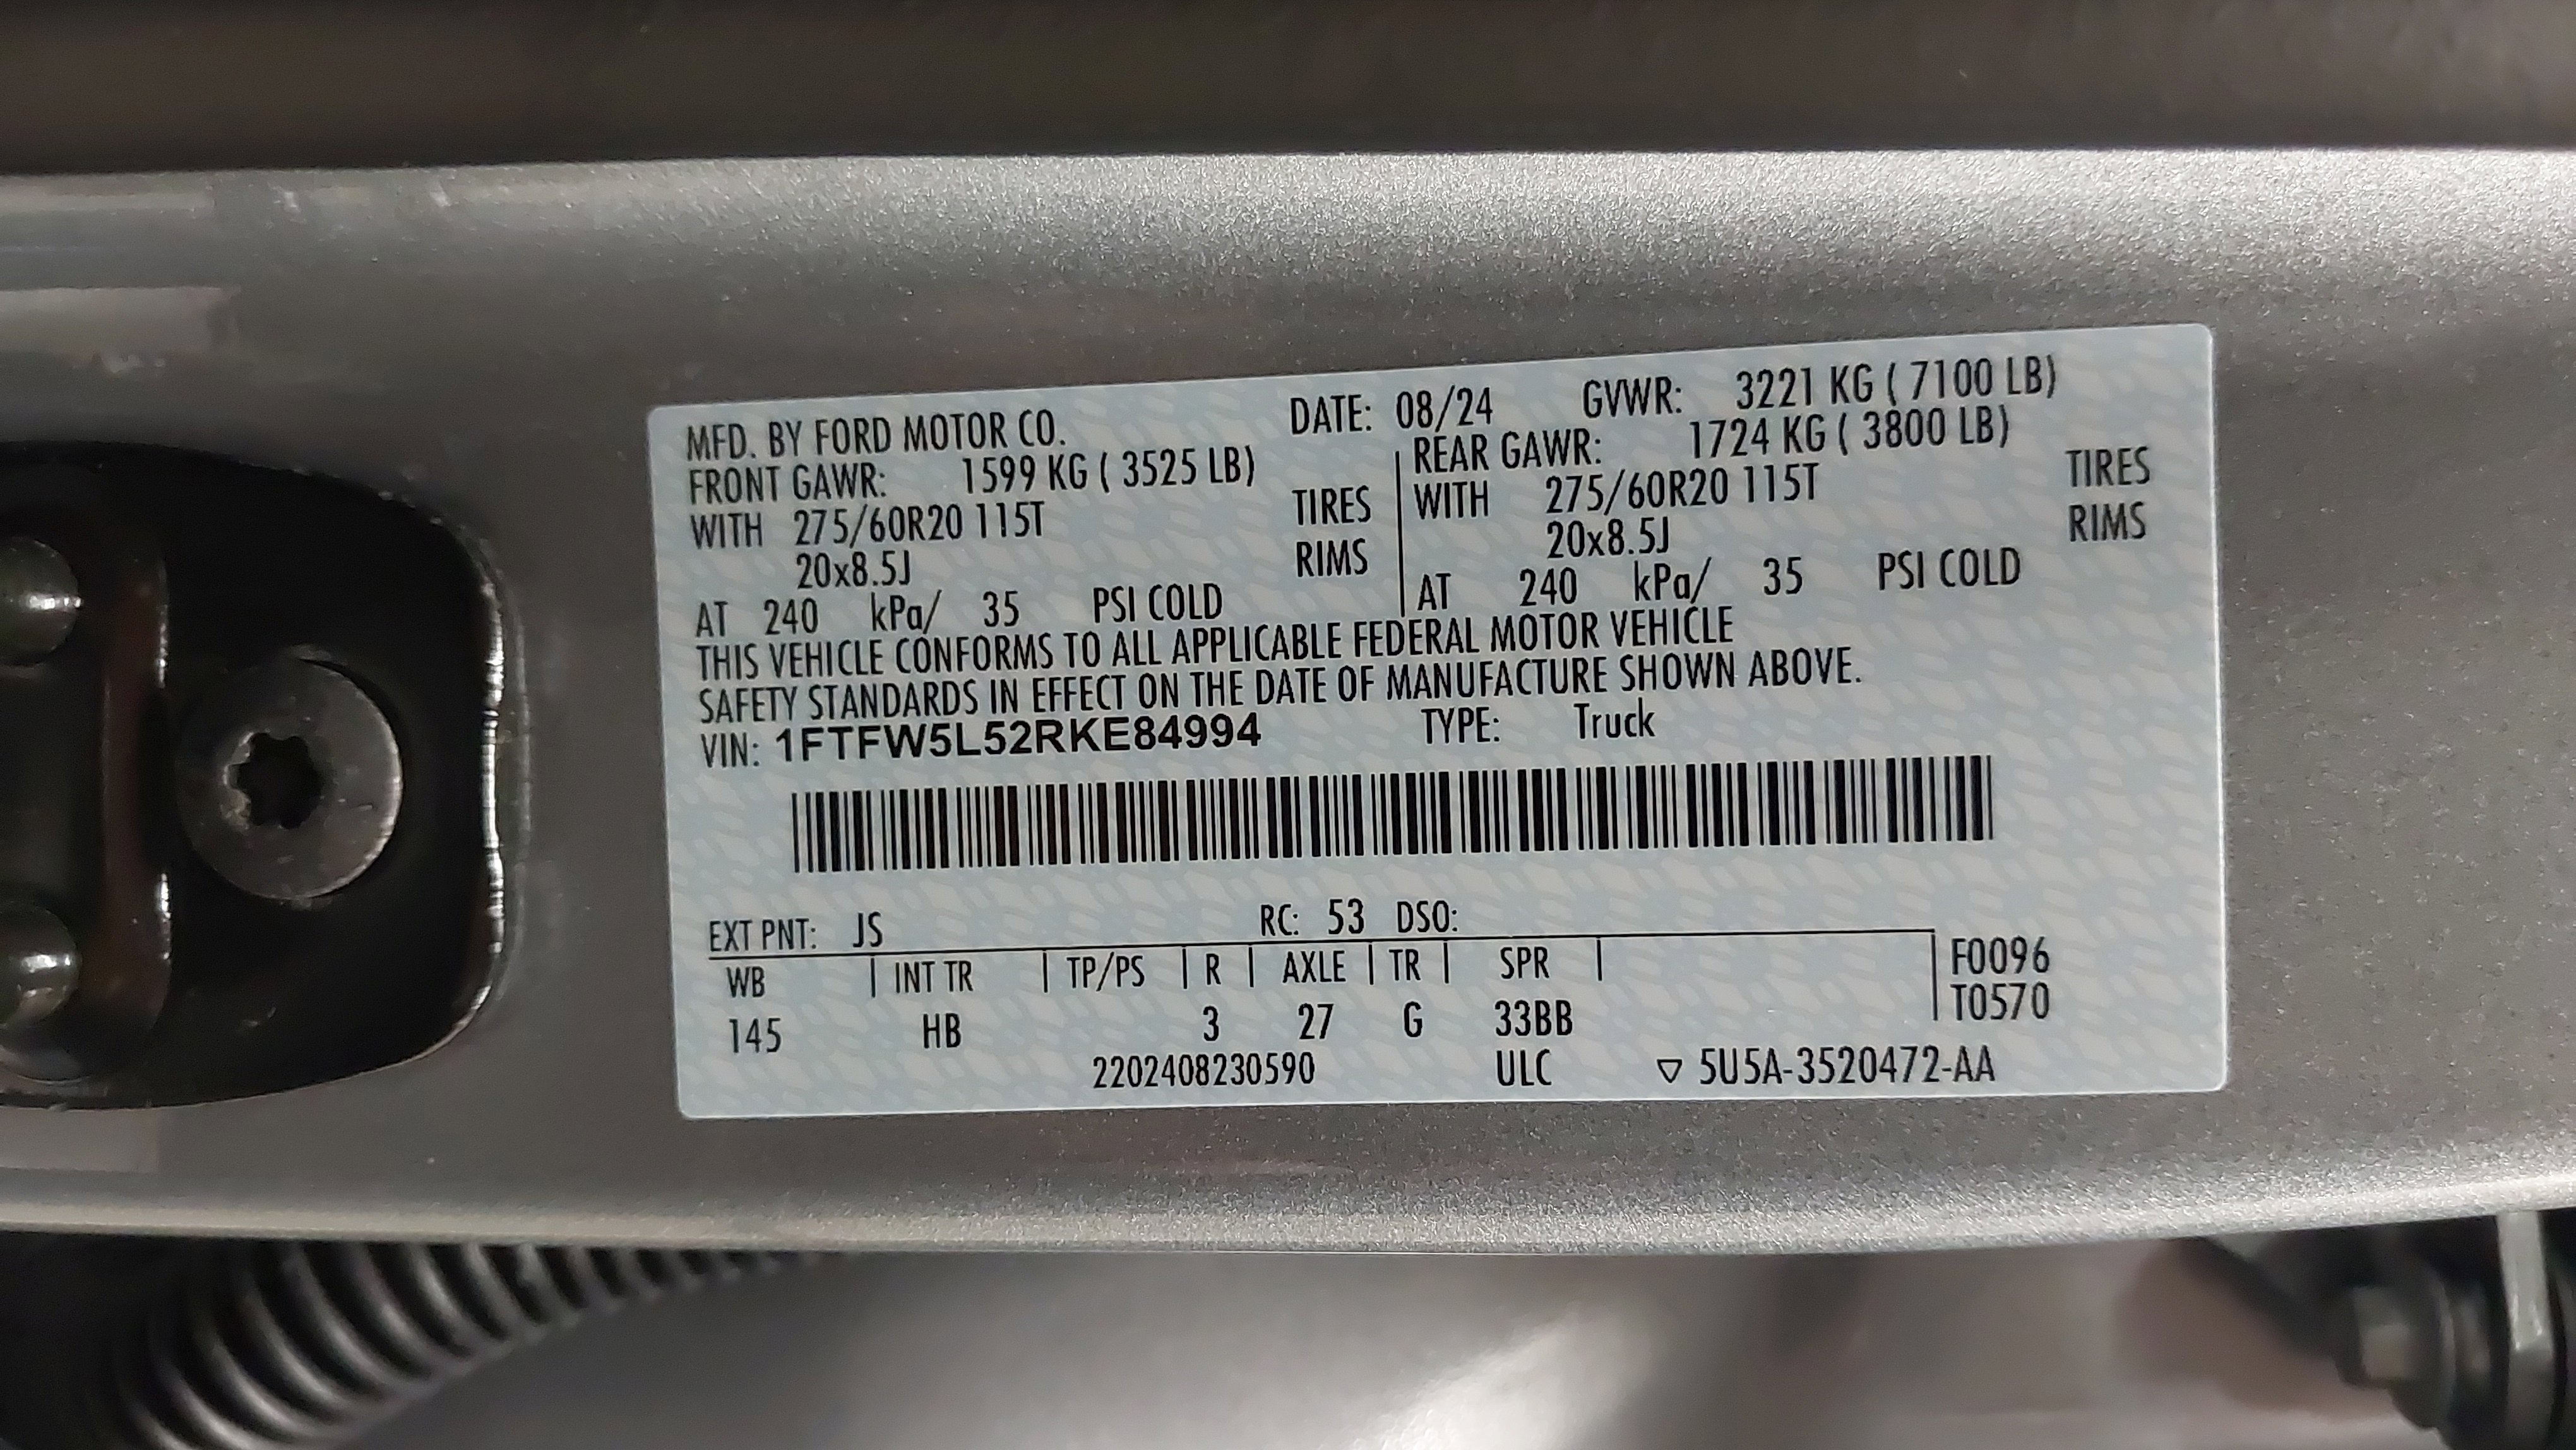 MFD. BY FORD MOTOR CO. DATE: 08/24 GVWR: 3221 KG ( 7100 LB)
FRONT GAWR: 1599 KG ( 3525 LB) REAR GAWR: 1724 KG ( 3800 LB)
WITH 275/60R20 115T TIRES WITH 275/60R20 115T TIRES
20x8.5J RIMS 20x8.5J RIMS
AT 240 kPa/ 35 PSI COLD AT 240 kPa/ 35 PSI COLD
THIS VEHICLE CONFORMS TO ALL APPLICABLE FEDERAL MOTOR VEHICLE
SAFETY STANDARDS IN EFFECT ON THE DATE OF MANUFACTURE SHOWN ABOVE.
VIN: 1FTFW5L52RKE84994 TYPE: Truck
EXT PNT: JS RC: 53 DSO:
WB INT TR TP/PS R AXLE TR SPR F0096
T0570
145 HB 3 27 G 33BB
2202408230590 ULC ▽ 5U5A-3520472-AA